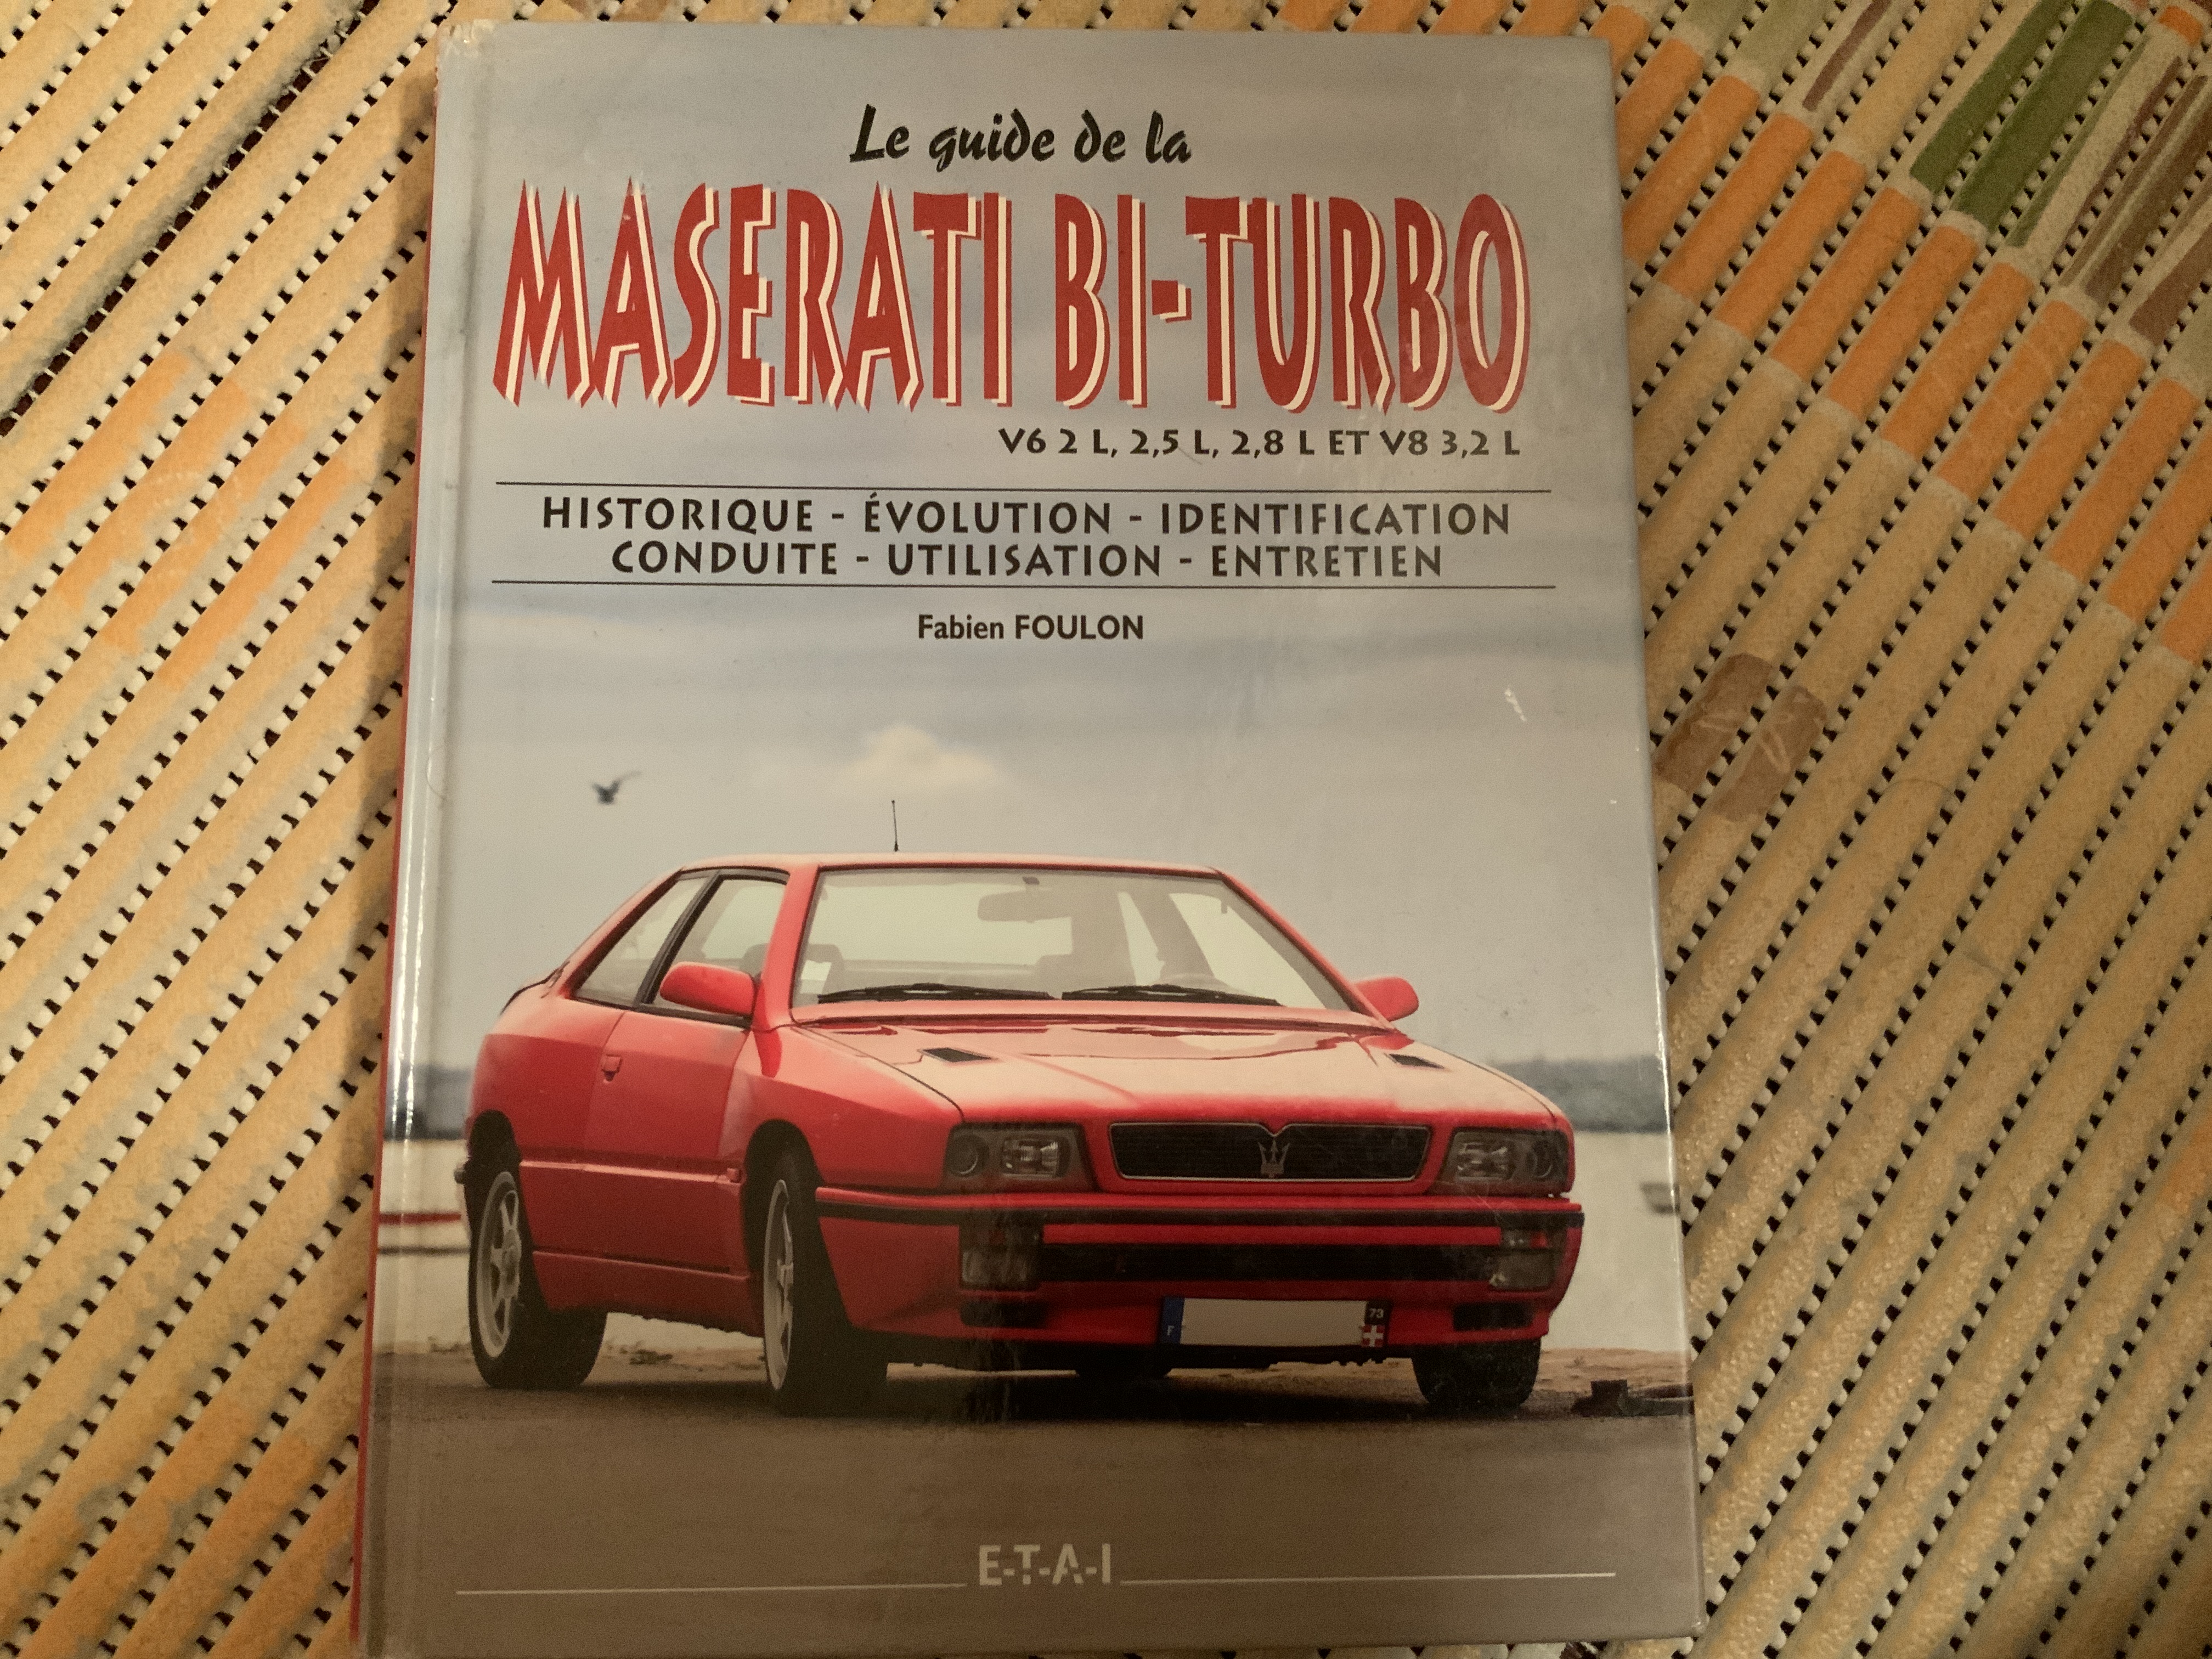 Le guide de la
MASERATI BI-TURBO
V6 2 L, 2,5 L, 2,8 L ET V8 3,2 L
HISTORIQUE - ÉVOLUTION - IDENTIFICATION
CONDUITE - UTILISATION - ENTRETIEN
Fabien FOULON
F
73
E-T-A-I